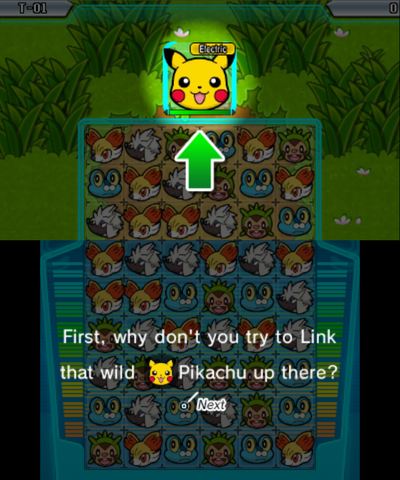 T-01
0
Electric
First, why don't you try to Link
that wild Pikachu up there?
Next